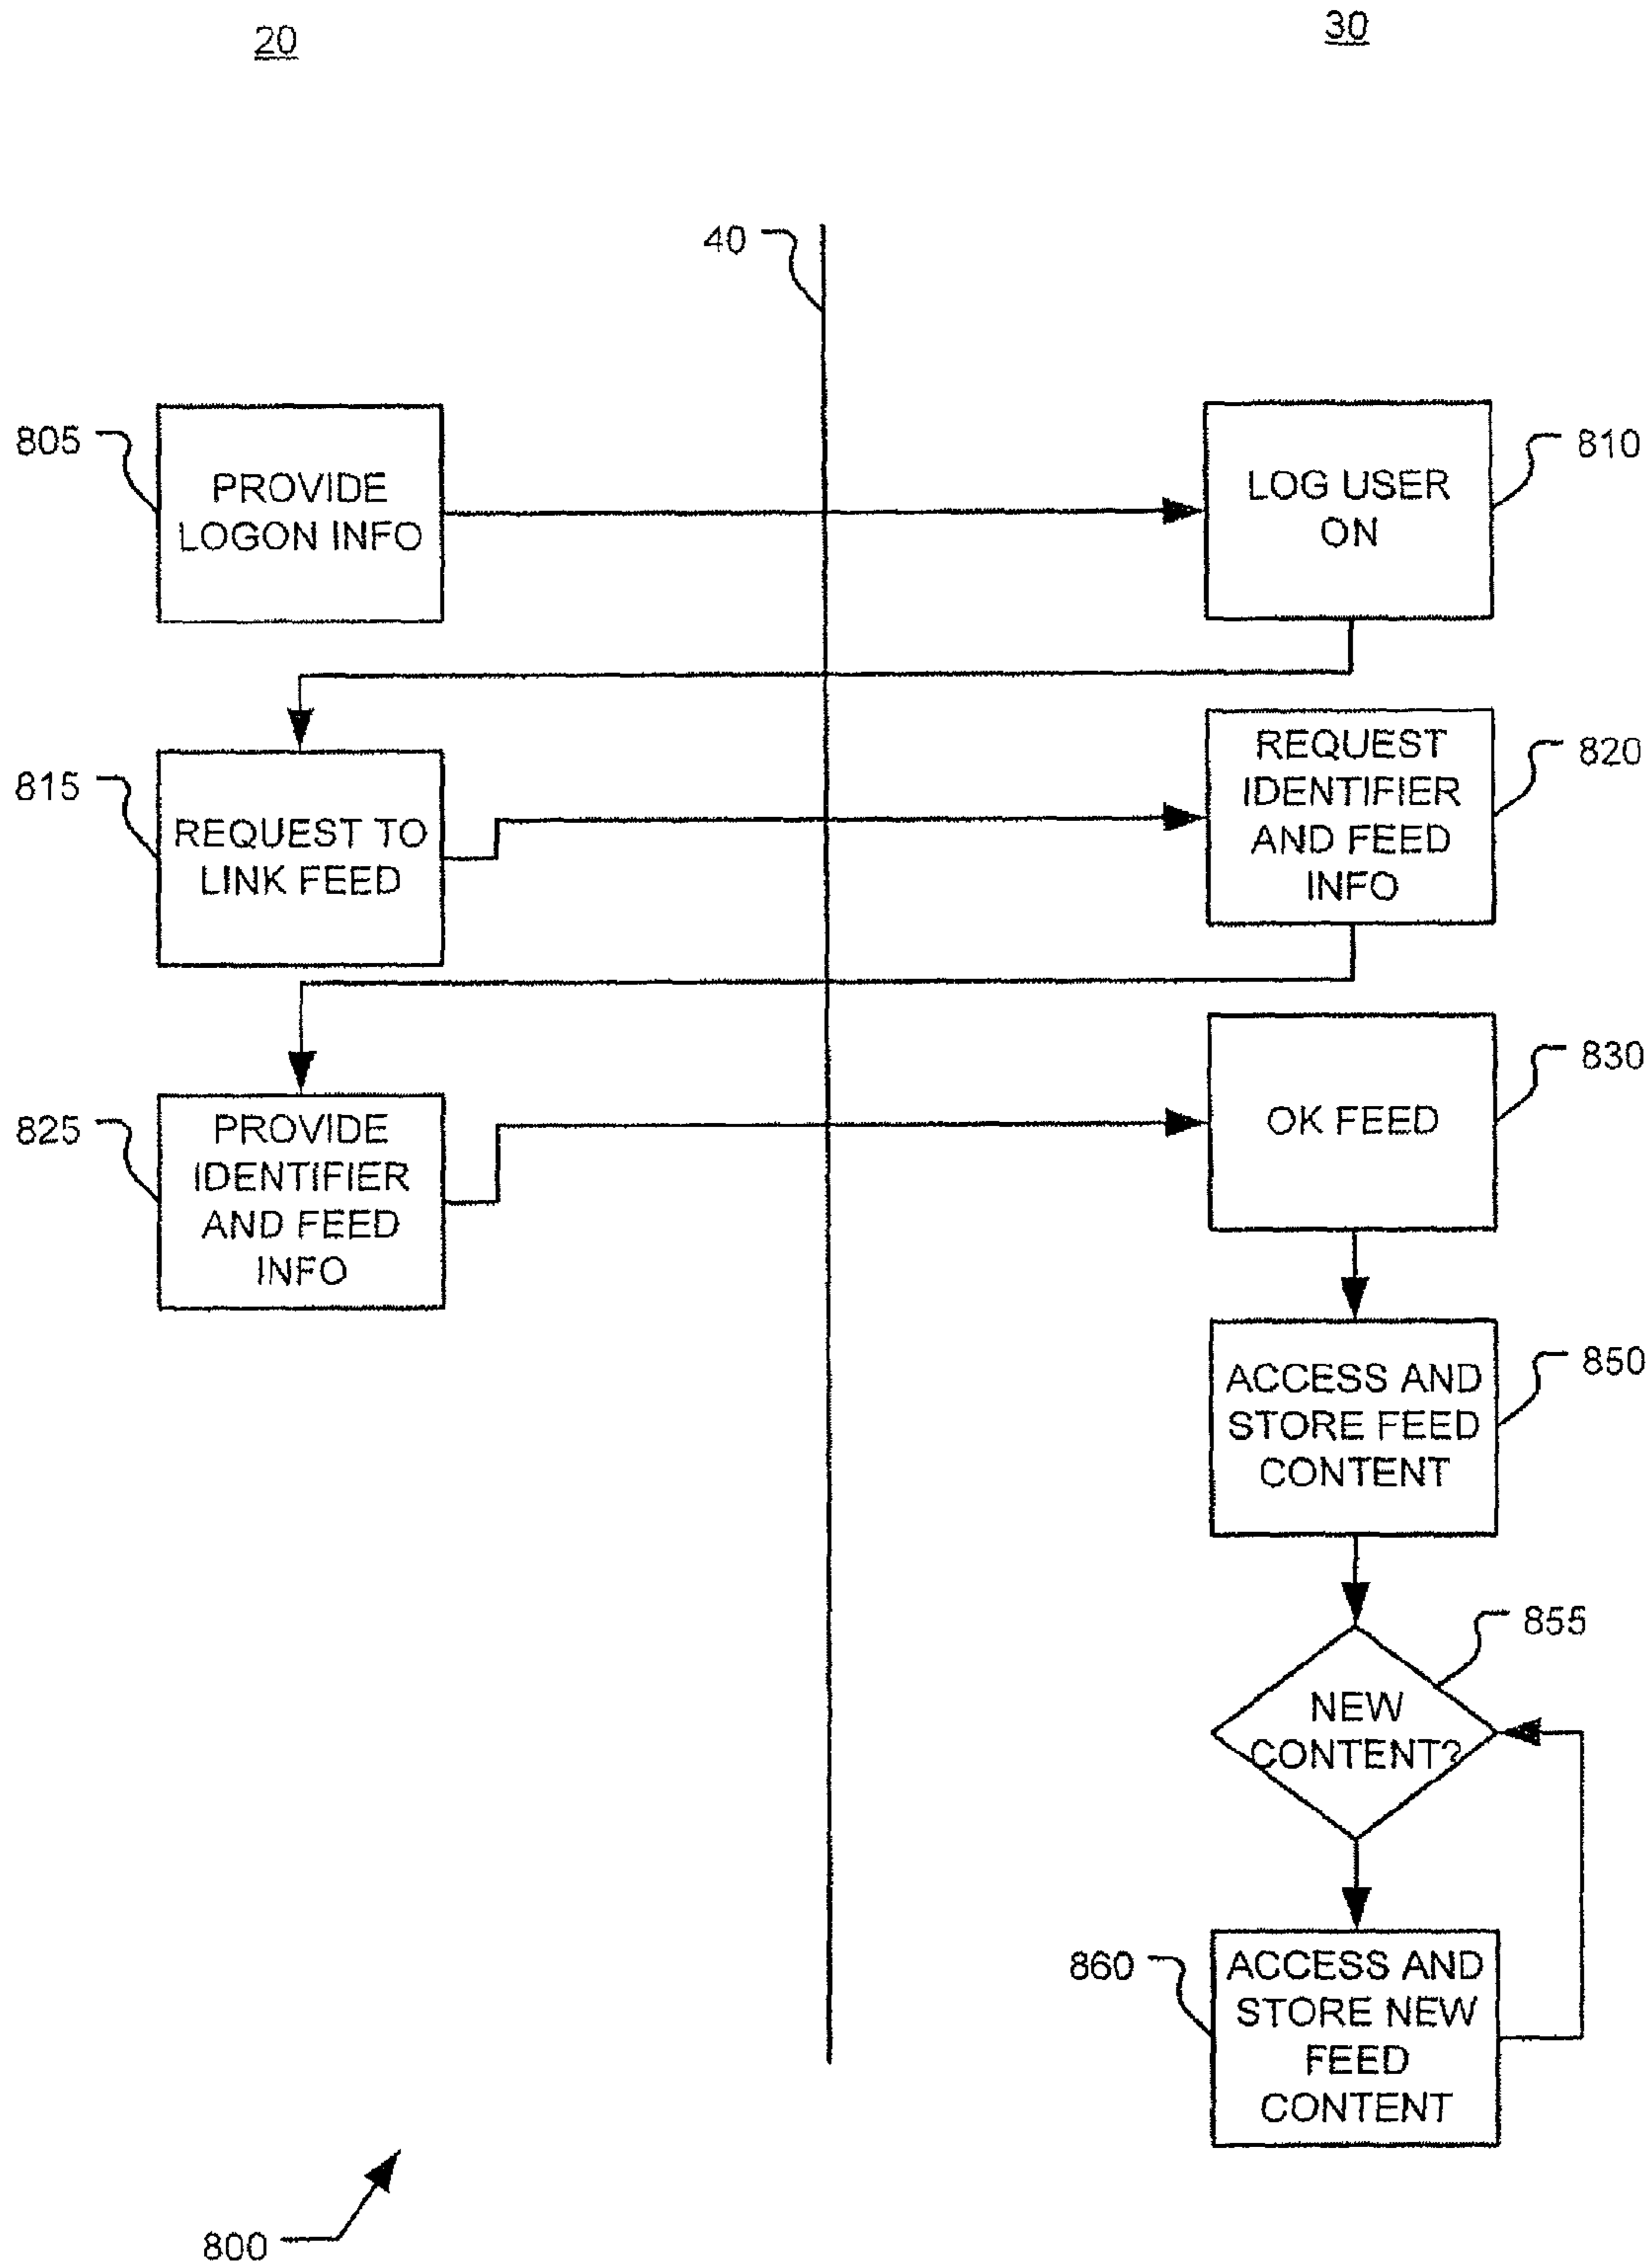 20
30
40
805
PROVIDE
LOGON INFO
LOG USER
ON
810
815
REQUEST TO
LINK FEED
REQUEST
IDENTIFIER
AND FEED
INFO
820
825
PROVIDE
IDENTIFIER
AND FEED
INFO
OK FEED
830
ACCESS AND
STORE FEED
CONTENT
850
NEW
CONTENT?
855
860
ACCESS AND
STORE NEW
FEED
CONTENT
800